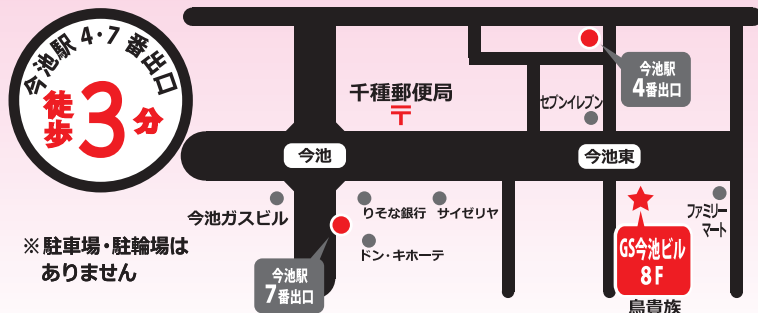 今池駅 4・7 番出口
徒歩3分
千種郵便局
〒
セブンイレブン
今池駅
4番出口
今池
今池東
今池ガスビル
りそな銀行
サイゼリヤ
ファミリー
マート
ドン・キホーテ
GS今池ビル
8F
鳥貴族
今池駅
7番出口
※駐車場・駐輪場は
ありません